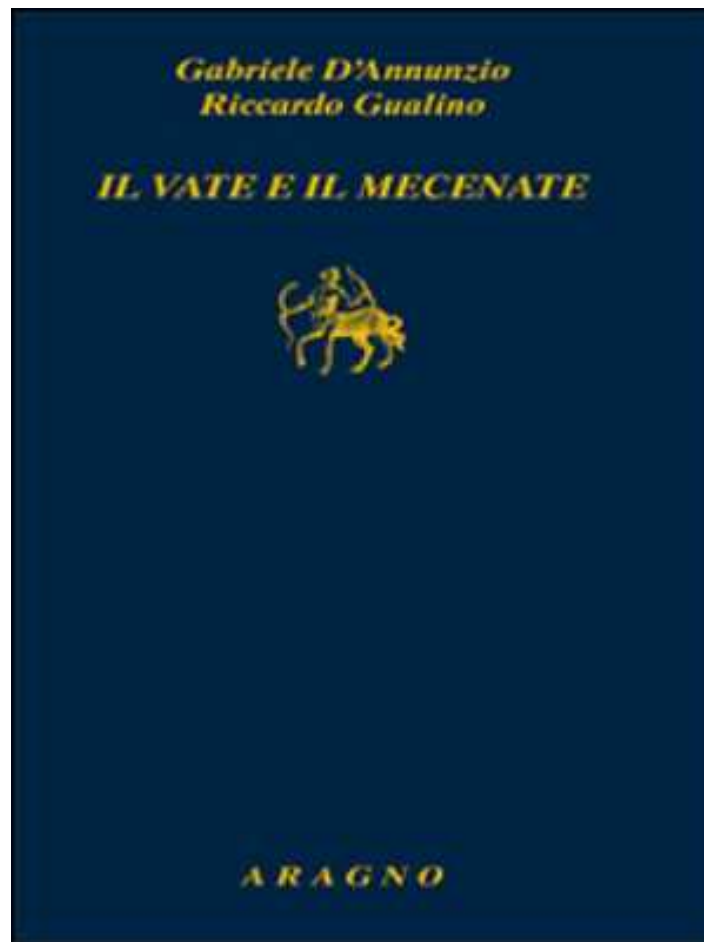 Gabriele D'Annunzio
Riccardo Gualino
IL VATE E IL MECENATE
ARAGNO